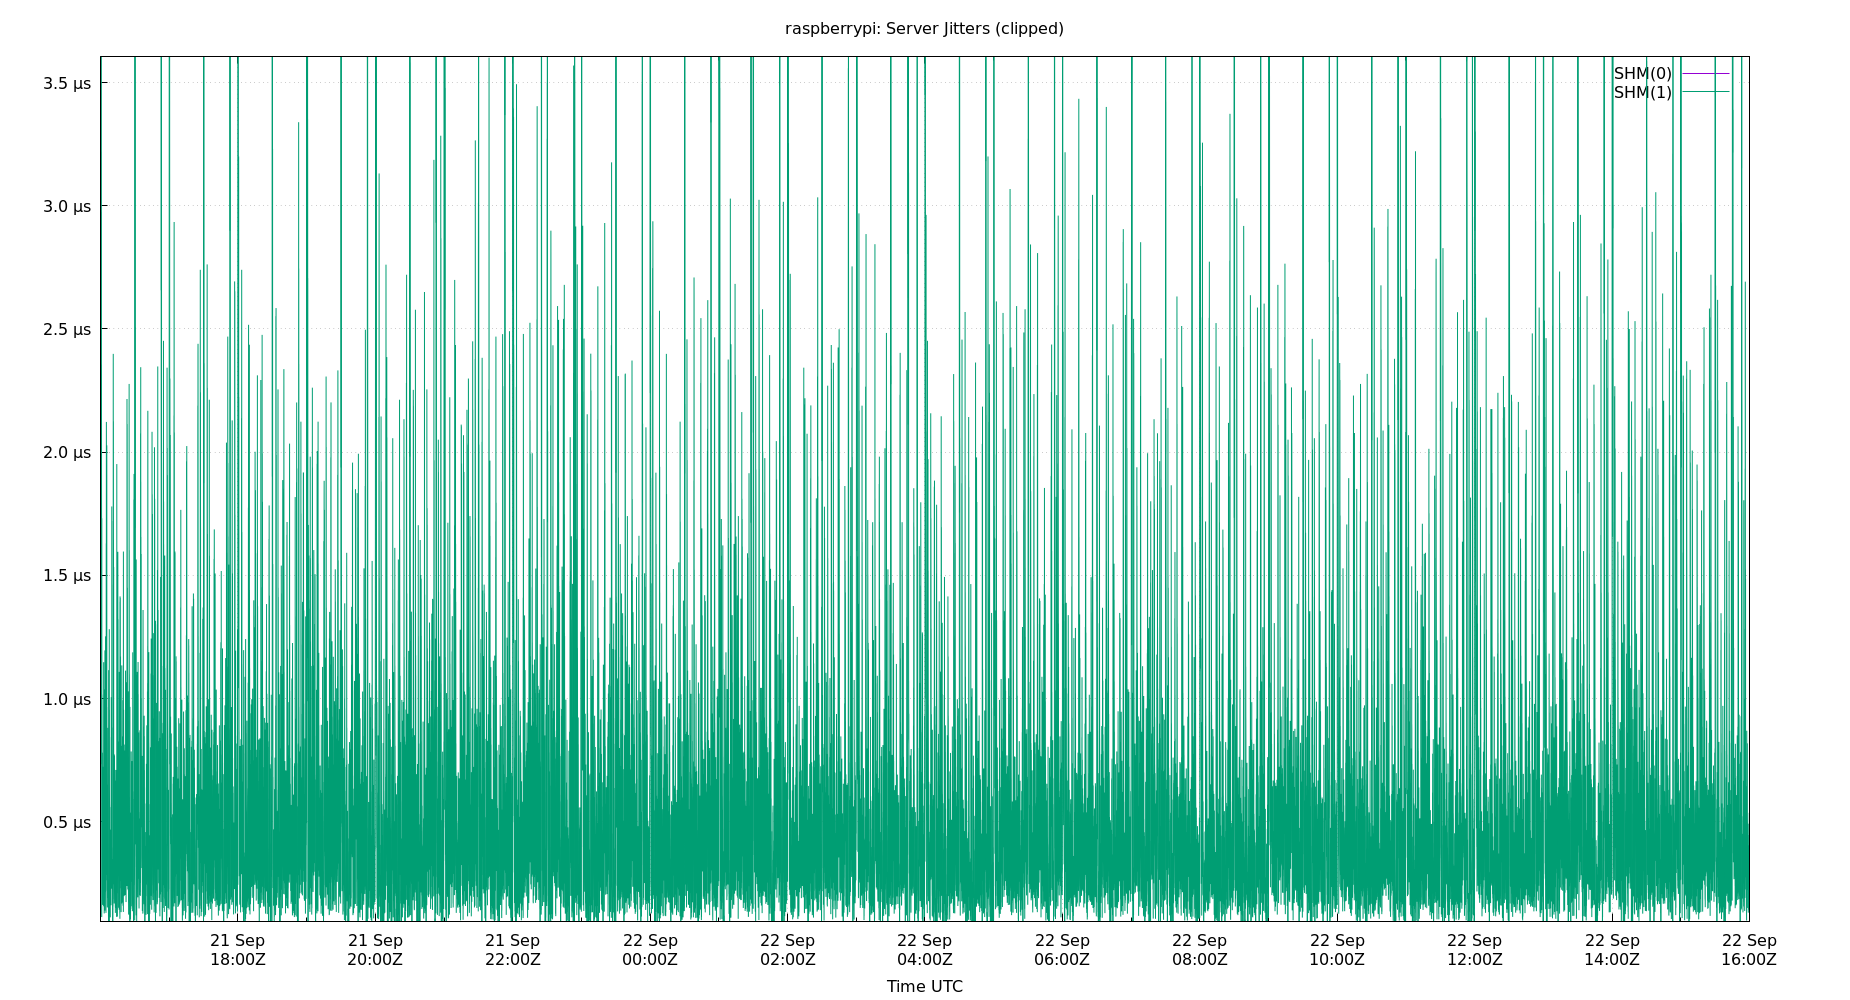 raspberrypi: Server Jitters (clipped)
SHM(0)
SHM(1)
3.5 μs
3.0 μs
2.5 μs
2.0 μs
1.5 μs
1.0 μs
0.5 μs
21 Sep 21 Sep 21 Sep 22 Sep 22 Sep 22 Sep 22 Sep 22 Sep 22 Sep 22 Sep 22 Sep 22 Sep
18:00Z 20:00Z 22:00Z 00:00Z 02:00Z 04:00Z 06:00Z 08:00Z 10:00Z 12:00Z 14:00Z 16:00Z
Time UTC